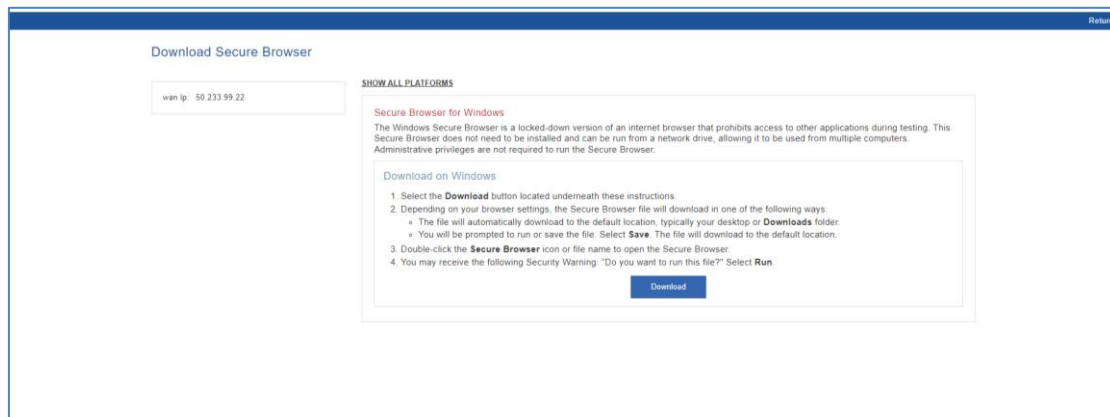 Return
Download Secure Browser
wan ip: 50.233.99.22
SHOW ALL PLATFORMS
Secure Browser for Windows
The Windows Secure Browser is a locked-down version of an internet browser that prohibits access to other applications during testing. This
Secure Browser does not need to be installed and can be run from a network drive, allowing it to be used from multiple computers.
Administrative privileges are not required to run the Secure Browser.
Download on Windows
1. Select the Download button located underneath these instructions.
2. Depending on your browser settings, the Secure Browser file will download in one of the following ways:
The file will automatically download to the default location, typically your desktop or Downloads folder.
You will be prompted to run or save the file. Select Save. The file will download to the default location.
3. Double-click the Secure Browser icon or file name to open the Secure Browser.
4. You may receive the following Security Warning: "Do you want to run this file?" Select Run.
Download